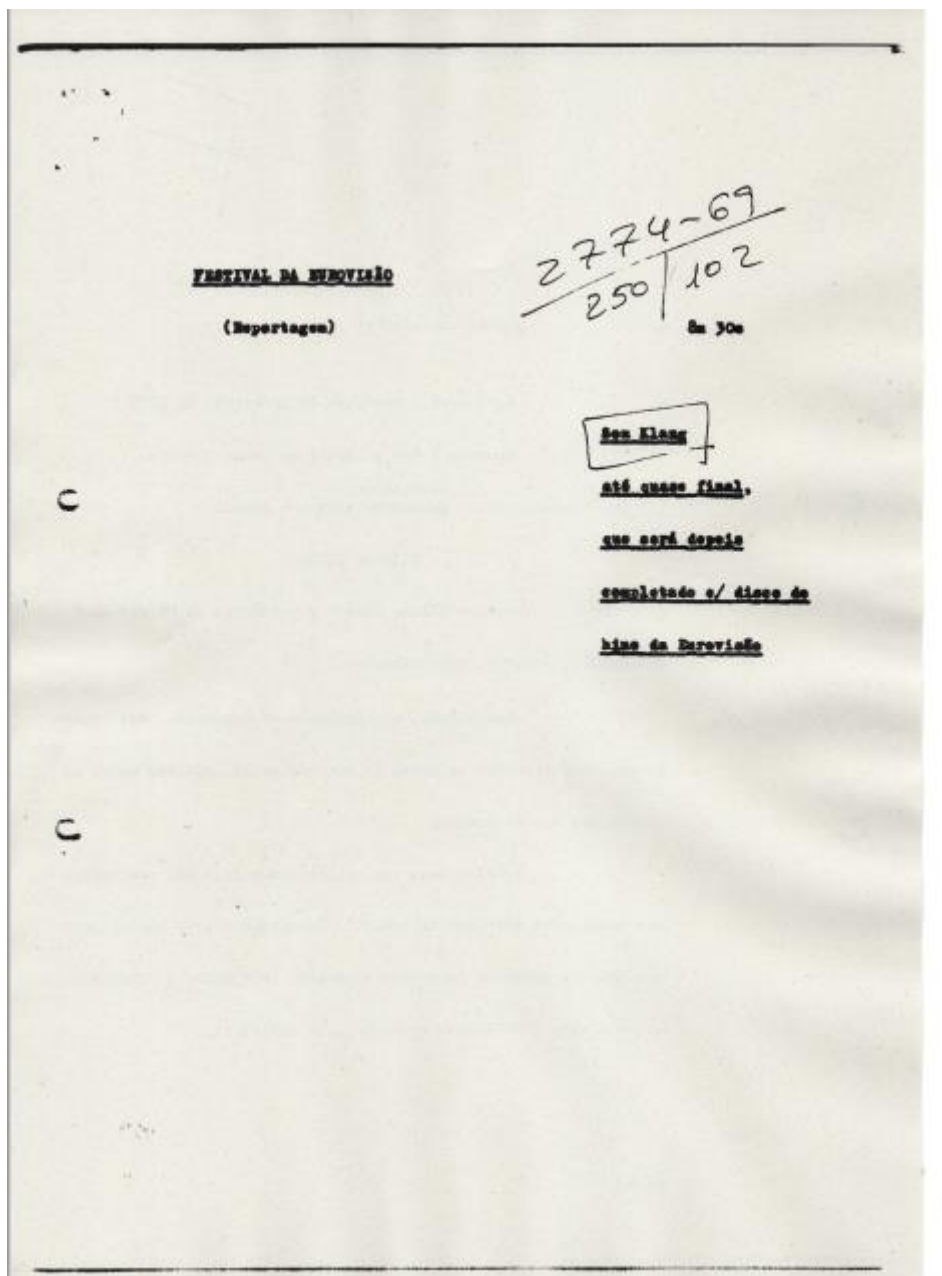 2774-69
250 | 102
FESTIVAL DA EUROVISÃO
(Reportagem)
8m 30s
Som Klang
até quase final,
que será depois
completado c/ disco do
hino da Eurovisão